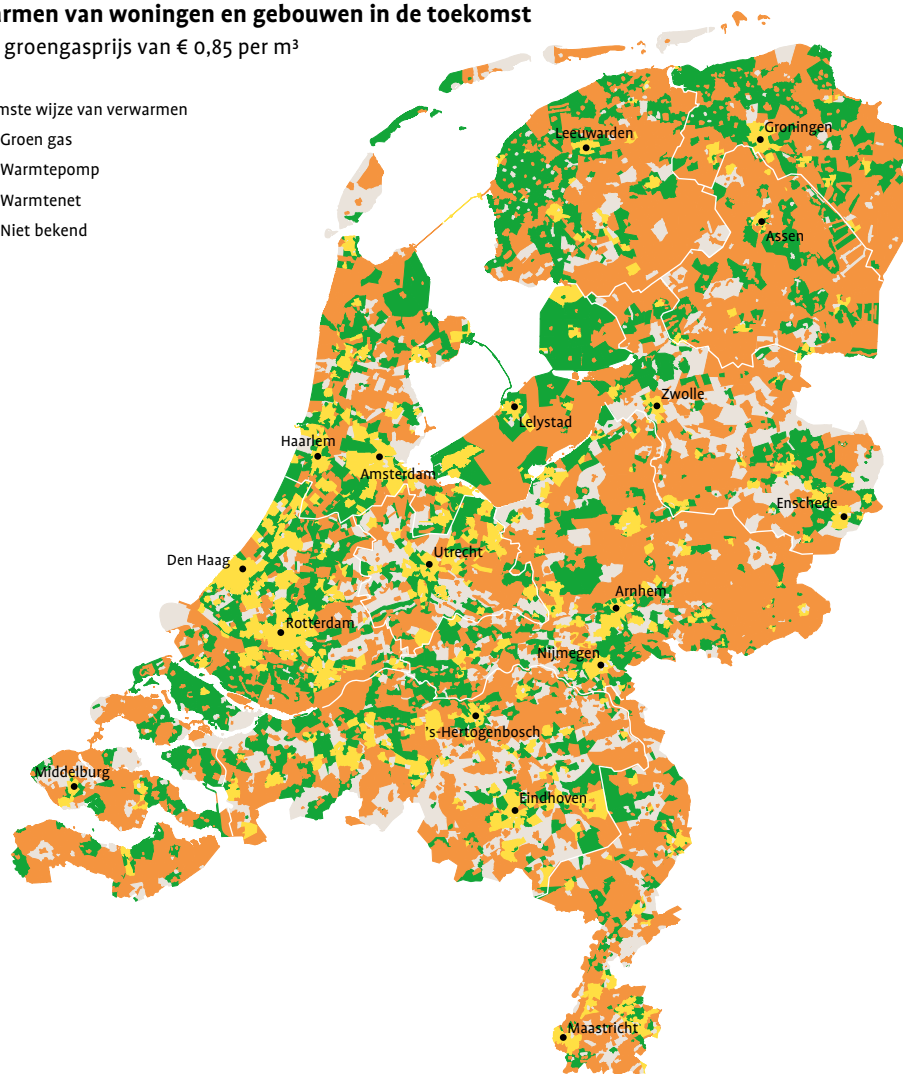 armen van woningen en gebouwen in de toekomst
groengasprijs van € 0,85 per m³
mste wijze van verwarmen
Groen gas
Warmtepomp
Warmtenet
Niet bekend
Leeuwarden
Groningen
Assen
Zwolle
Lelystad
Haarlem
Amsterdam
Enschede
Utrecht
Den Haag
Arnhem
Rotterdam
Nijmegen
's-Hertogenbosch
Middelburg
Eindhoven
Maastricht